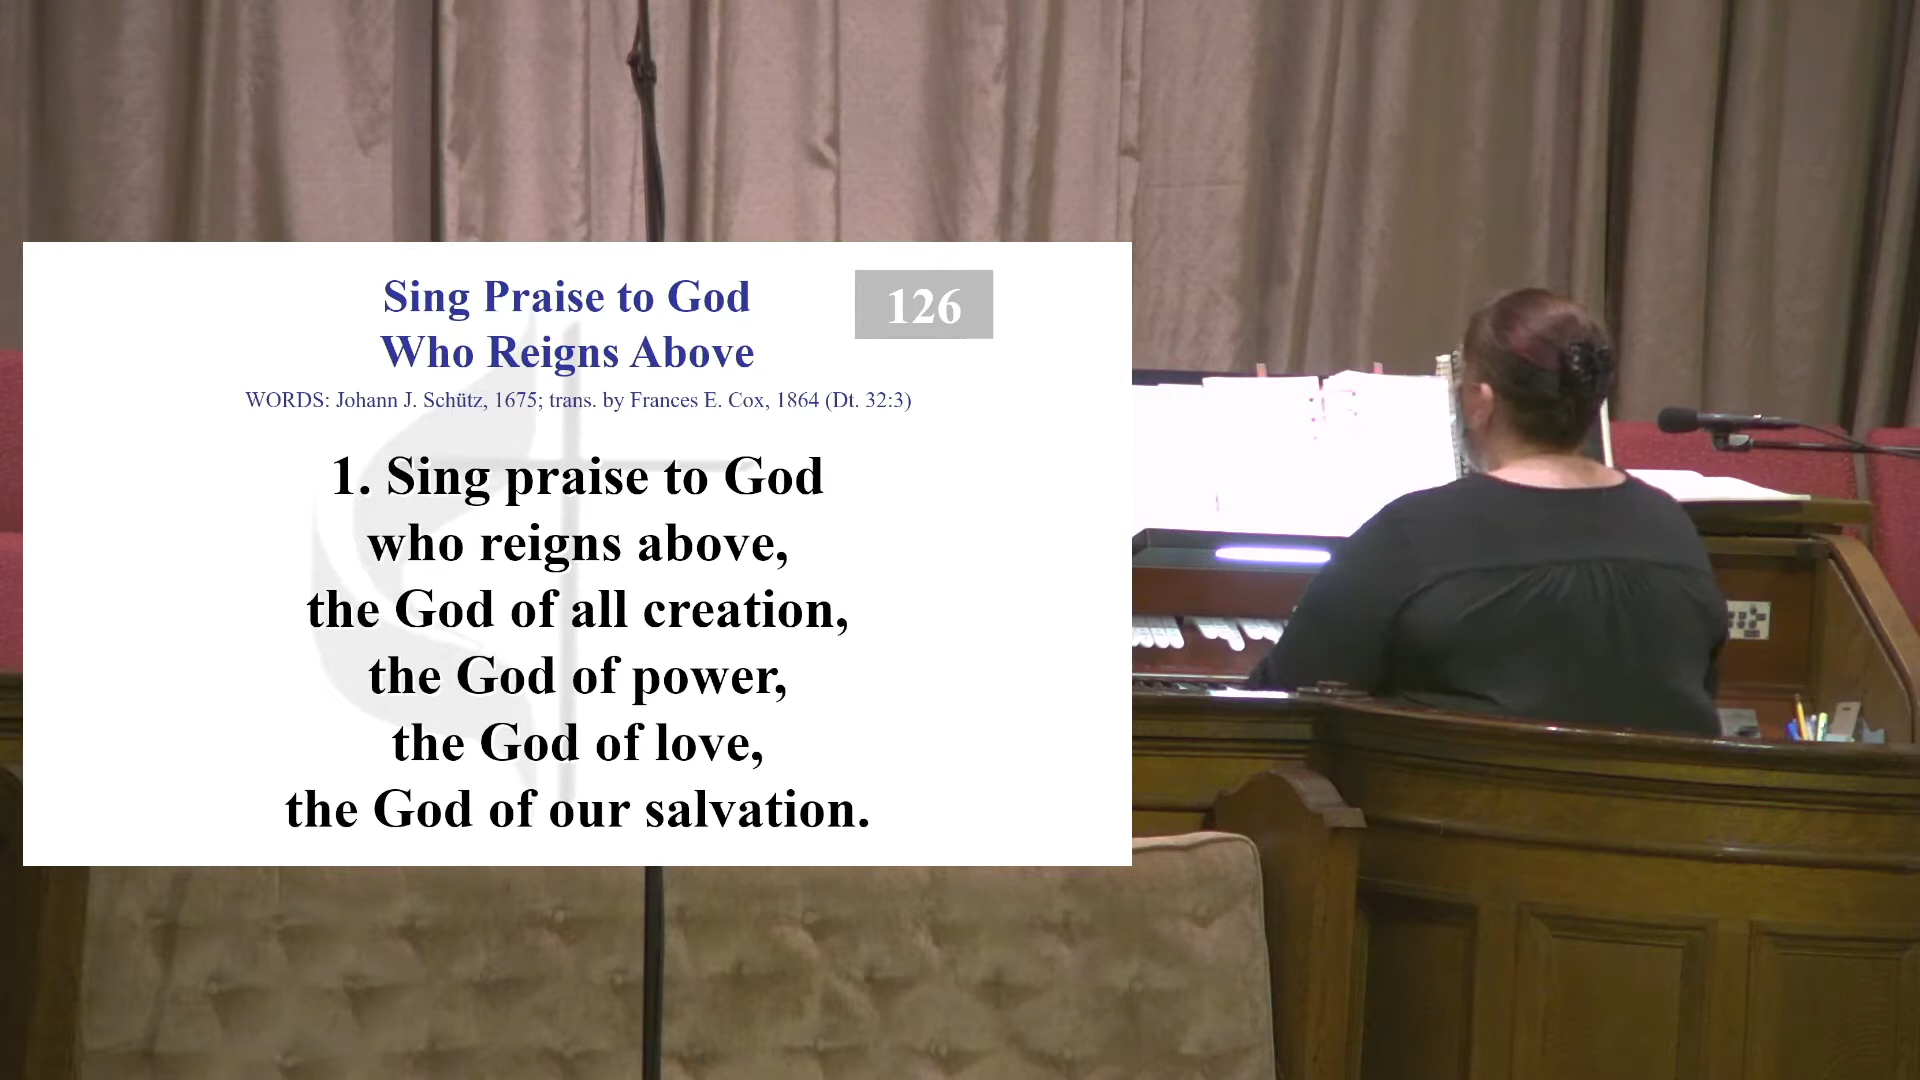 Sing Praise to God
Who Reigns Above
126
WORDS: Johann J. Schütz, 1675; trans. by Frances E. Cox, 1864 (Dt. 32:3)
1. Sing praise to God
who reigns above,
the God of all creation,
the God of power,
the God of love,
the God of our salvation.